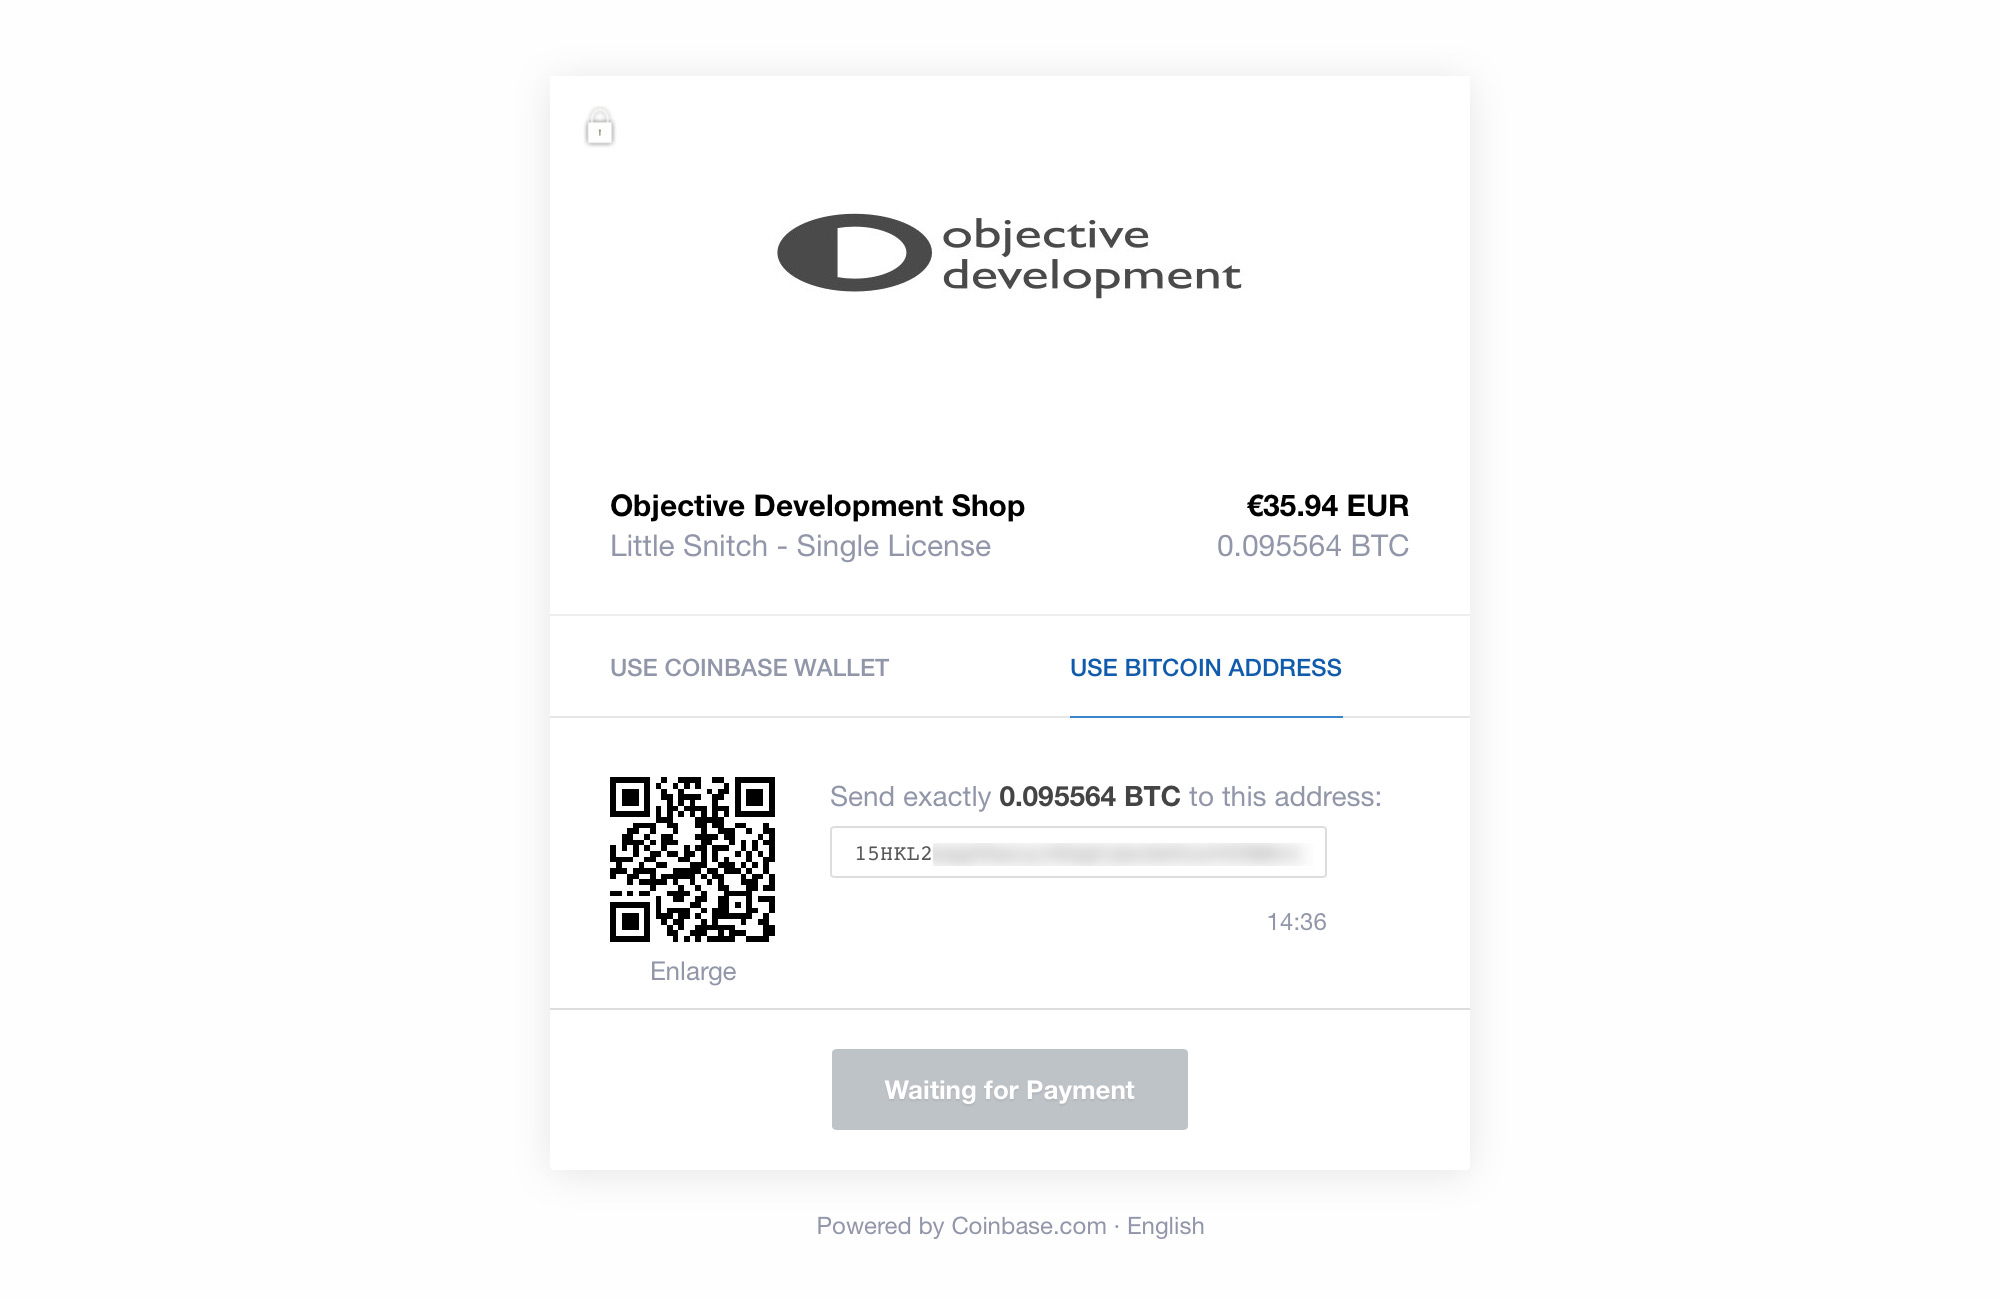 objective
development
Objective Development Shop
€35.94 EUR
Little Snitch - Single License
0.095564 BTC
USE COINBASE WALLET
USE BITCOIN ADDRESS
Send exactly 0.095564 BTC to this address:
15HKL2
14:36
Enlarge
Waiting for Payment
Powered by Coinbase.com · English